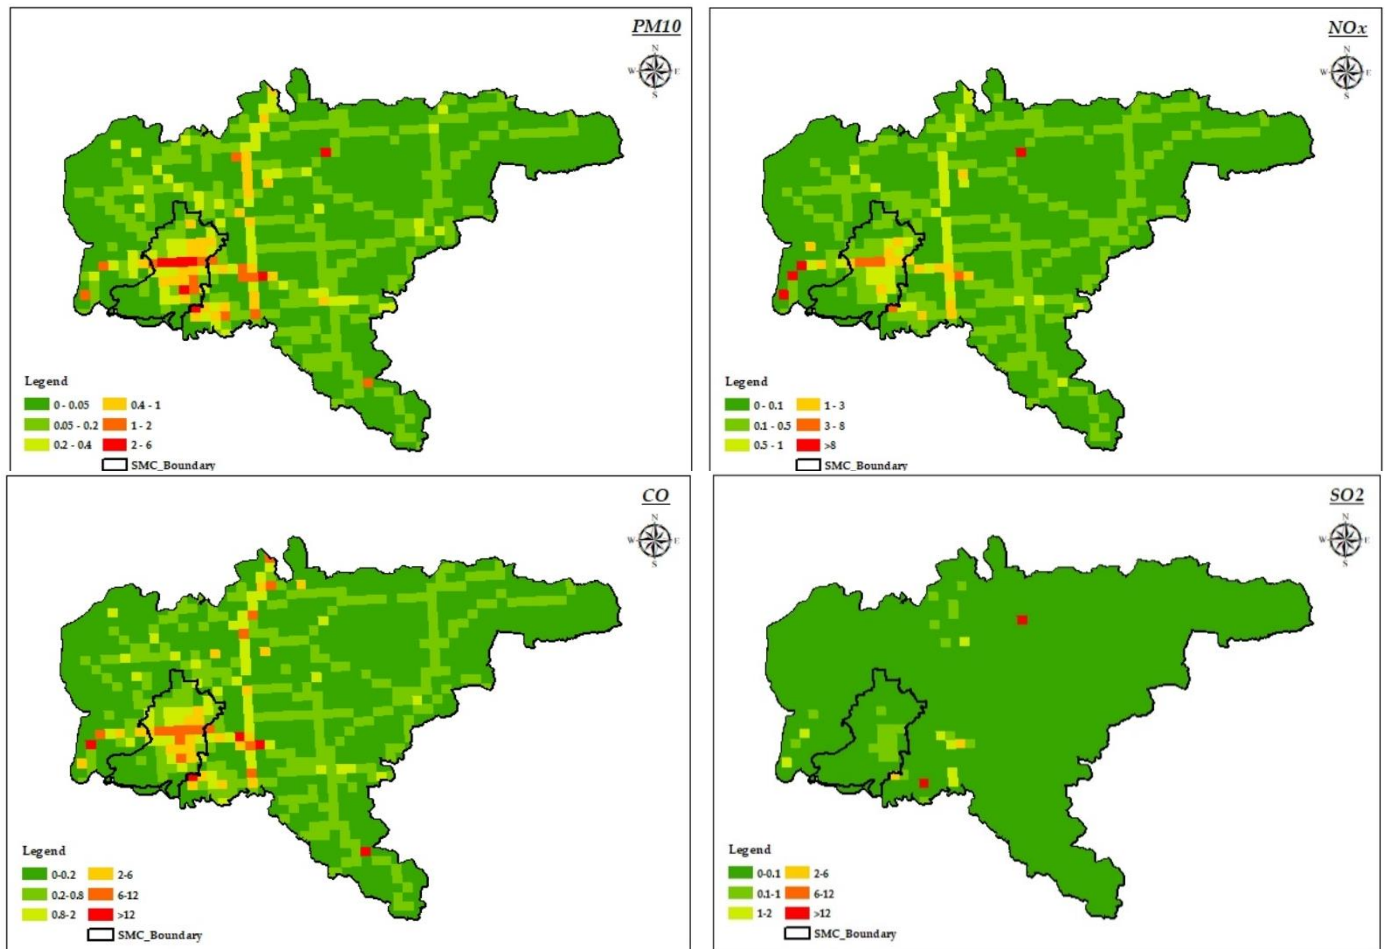 PM10
N
W E
S
Legend
0 - 0.05 0.4 - 1
0.05 - 0.2 1 - 2
0.2 - 0.4 2 - 6
SMC_Boundary
NOx
N
W E
S
Legend
0 - 0.1 1 - 3
0.1 - 0.5 3 - 8
0.5 - 1 >8
SMC_Boundary
CO
N
W E
S
Legend
0-0.2 2-6
0.2-0.8 6-12
0.8-2 >12
SMC_Boundary
SO2
N
W E
S
Legend
0-0.1 2-6
0.1-1 6-12
1-2 >12
SMC_Boundary